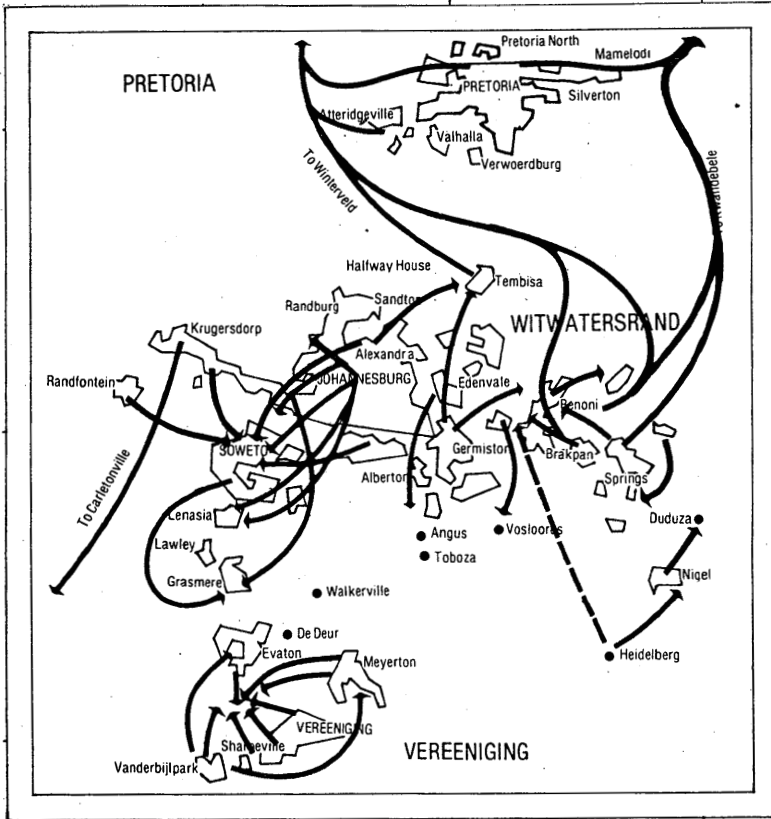 Pretoria North
Mamelodi
PRETORIA
PRETORIA
Silverton
Atteridgeville
Valhalla
Verwoerdburg
To Winterveld
Halfway House
Tembisa
Randburg
Sandton
WITWATERSRAND
Krugersdorp
Alexandra
Randfontein
JOHANNESBURG
Edenvale
Benoni
SOWETO
Germiston
Brakpan
Alberton
Springs
To Carletonville
Lenasia
Duduza
Angus
Vosloorus
Lawley
Toboza
Grasmere
Nigel
Walkerville
De Deur
Evaton
Heidelberg
Meyerton
VEREENIGING
Sharpeville
VEREENIGING
Vanderbijlpark